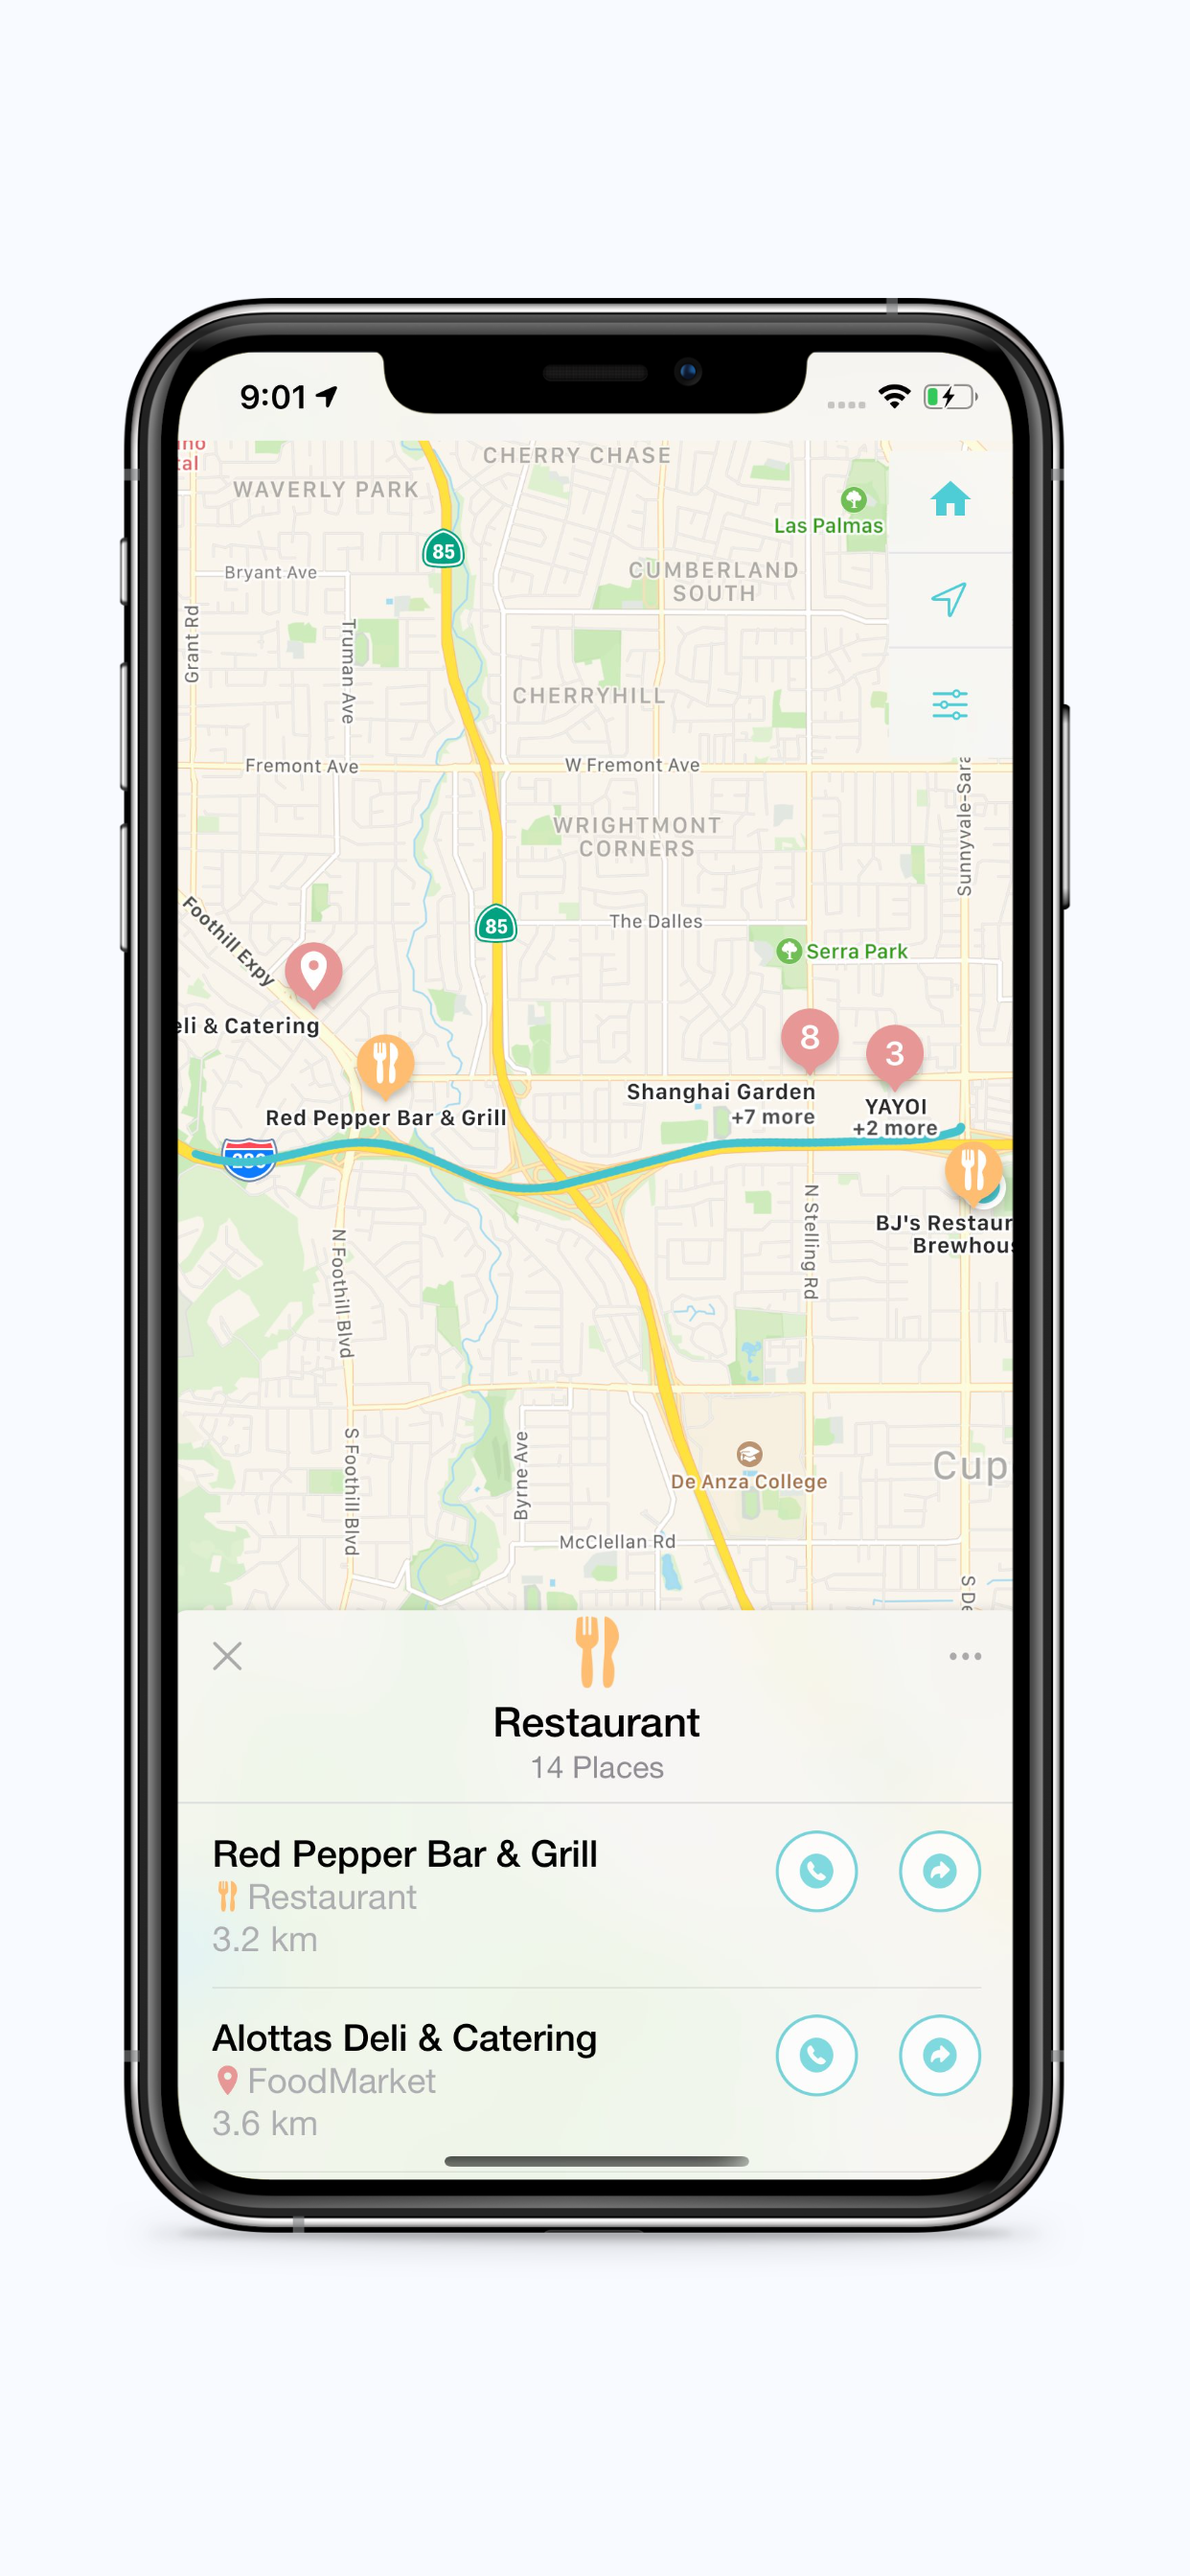 9:01
CHERRY CHASE
WAVERLY PARK
Las Palmas
85
Bryant Ave
CUMBERLAND
SOUTH
Grant Rd
Truman Ave
CHERRYHILL
Fremont Ave
W Fremont Ave
WRIGHTMONT
CORNERS
Foothill Expy
The Dalles
85
Serra Park
eli & Catering
8
3
Shanghai Garden
+7 more
YAYOI
+2 more
Red Pepper Bar & Grill
BJ's Restaur
Brewhous
N Foothill Blvd
N Stelling Rd
S Foothill Blvd
Byrne Ave
De Anza College
Cup
McClellan Rd
S De
Restaurant
14 Places
Red Pepper Bar & Grill
Restaurant
3.2 km
Alottas Deli & Catering
FoodMarket
3.6 km